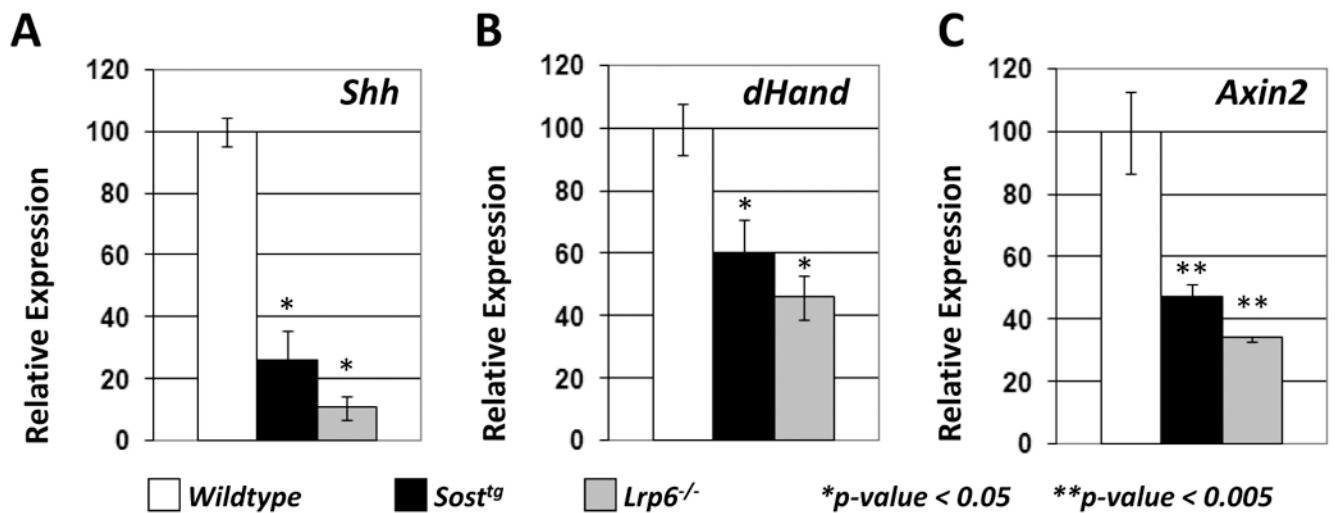 A
Shh
Relative Expression
120
100
80
60
40
20
0
*
*
B
dHand
Relative Expression
120
100
80
60
40
20
0
*
*
C
Axin2
Relative Expression
120
100
80
60
40
20
0
**
**
Wildtype Sost^tg Lrp6^-/- *p-value < 0.05 **p-value < 0.005